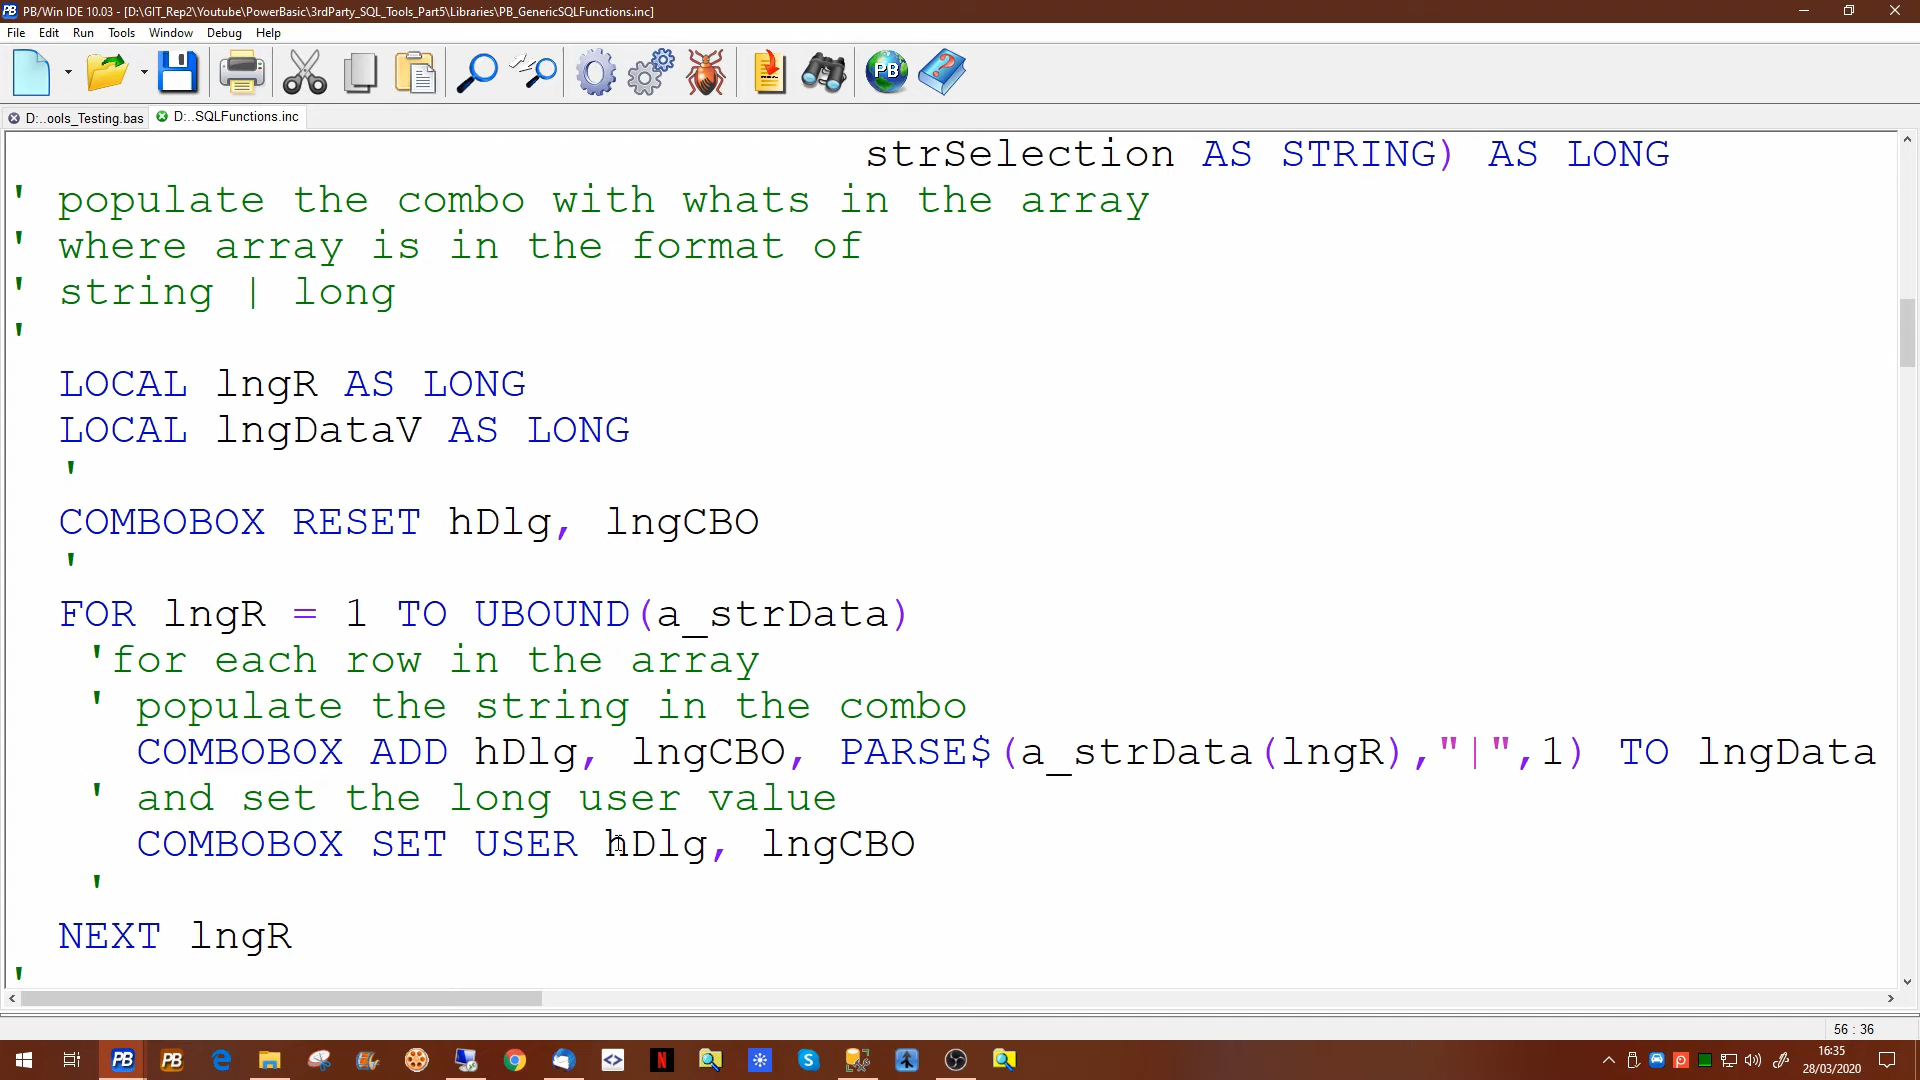 PB/Win IDE 10.03 - [D:\GIT_Rep2\Youtube\PowerBasic\3rdParty_SQL_Tools_Part5\Libraries\PB_GenericSQLFunctions.inc]
File Edit Run Tools Window Debug Help
D:..ools_Testing.bas D:..SQLFunctions.inc
strSelection AS STRING) AS LONG
' populate the combo with whats in the array
' where array is in the format of
' string | long
'
LOCAL lngR AS LONG
LOCAL lngDataV AS LONG
'
COMBOBOX RESET hDlg, lngCBO
'
FOR lngR = 1 TO UBOUND(a_strData)
'for each row in the array
' populate the string in the combo
COMBOBOX ADD hDlg, lngCBO, PARSE$(a_strData(lngR),"|",1) TO lngData
' and set the long user value
COMBOBOX SET USER hDlg, lngCBO
'
NEXT lngR
'
56 : 36
16:35
28/03/2020